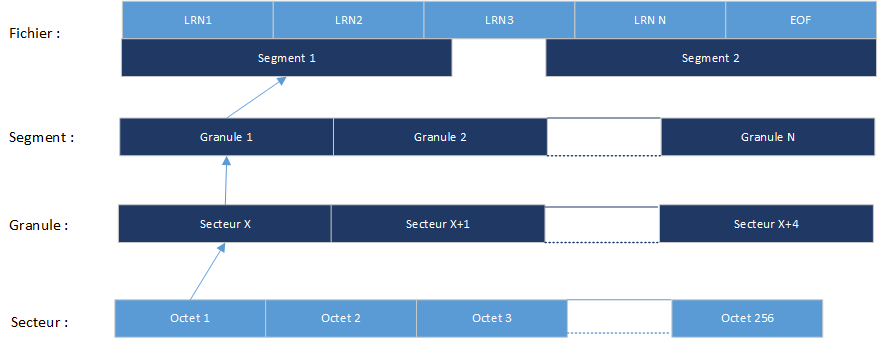 Fichier :
LRN1 LRN2 LRN3 LRN N EOF
Segment 1 Segment 2
Segment :
Granule 1 Granule 2 Granule N
Granule :
Secteur X Secteur X+1 Secteur X+4
Secteur :
Octet 1 Octet 2 Octet 3 Octet 256